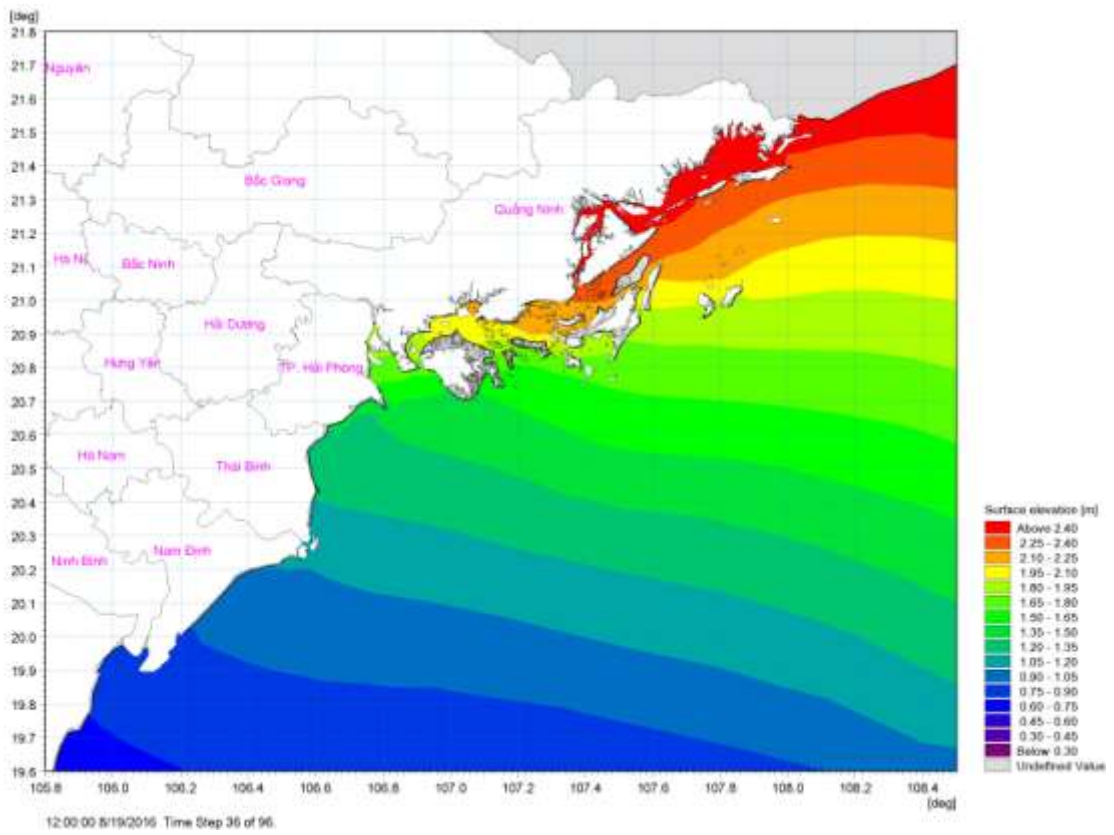 [deg]
21.8
21.7
21.6
21.5
21.4
21.3
21.2
21.1
21.0
20.9
20.8
20.7
20.6
20.5
20.4
20.3
20.2
20.1
20.0
19.9
19.8
19.7
19.6
Nguyên
Bắc Giang
Quảng Ninh
Bắc Ninh
Hải Dương
Hưng Yên
TP. Hải Phòng
Hà Nam
Thái Bình
Nam Định
Ninh Bình
105.8 106.0 106.2 106.4 106.6 106.8 107.0 107.2 107.4 107.6 107.8 108.0 108.2 108.4
[deg]
12:00:00 8/19/2016 Time Step 36 of 96.
Surface elevation [m]
Above 2.40
2.25 - 2.40
2.10 - 2.25
1.95 - 2.10
1.80 - 1.95
1.65 - 1.80
1.50 - 1.65
1.35 - 1.50
1.20 - 1.35
1.05 - 1.20
0.90 - 1.05
0.75 - 0.90
0.60 - 0.75
0.45 - 0.60
0.30 - 0.45
Below 0.30
Undefined Value